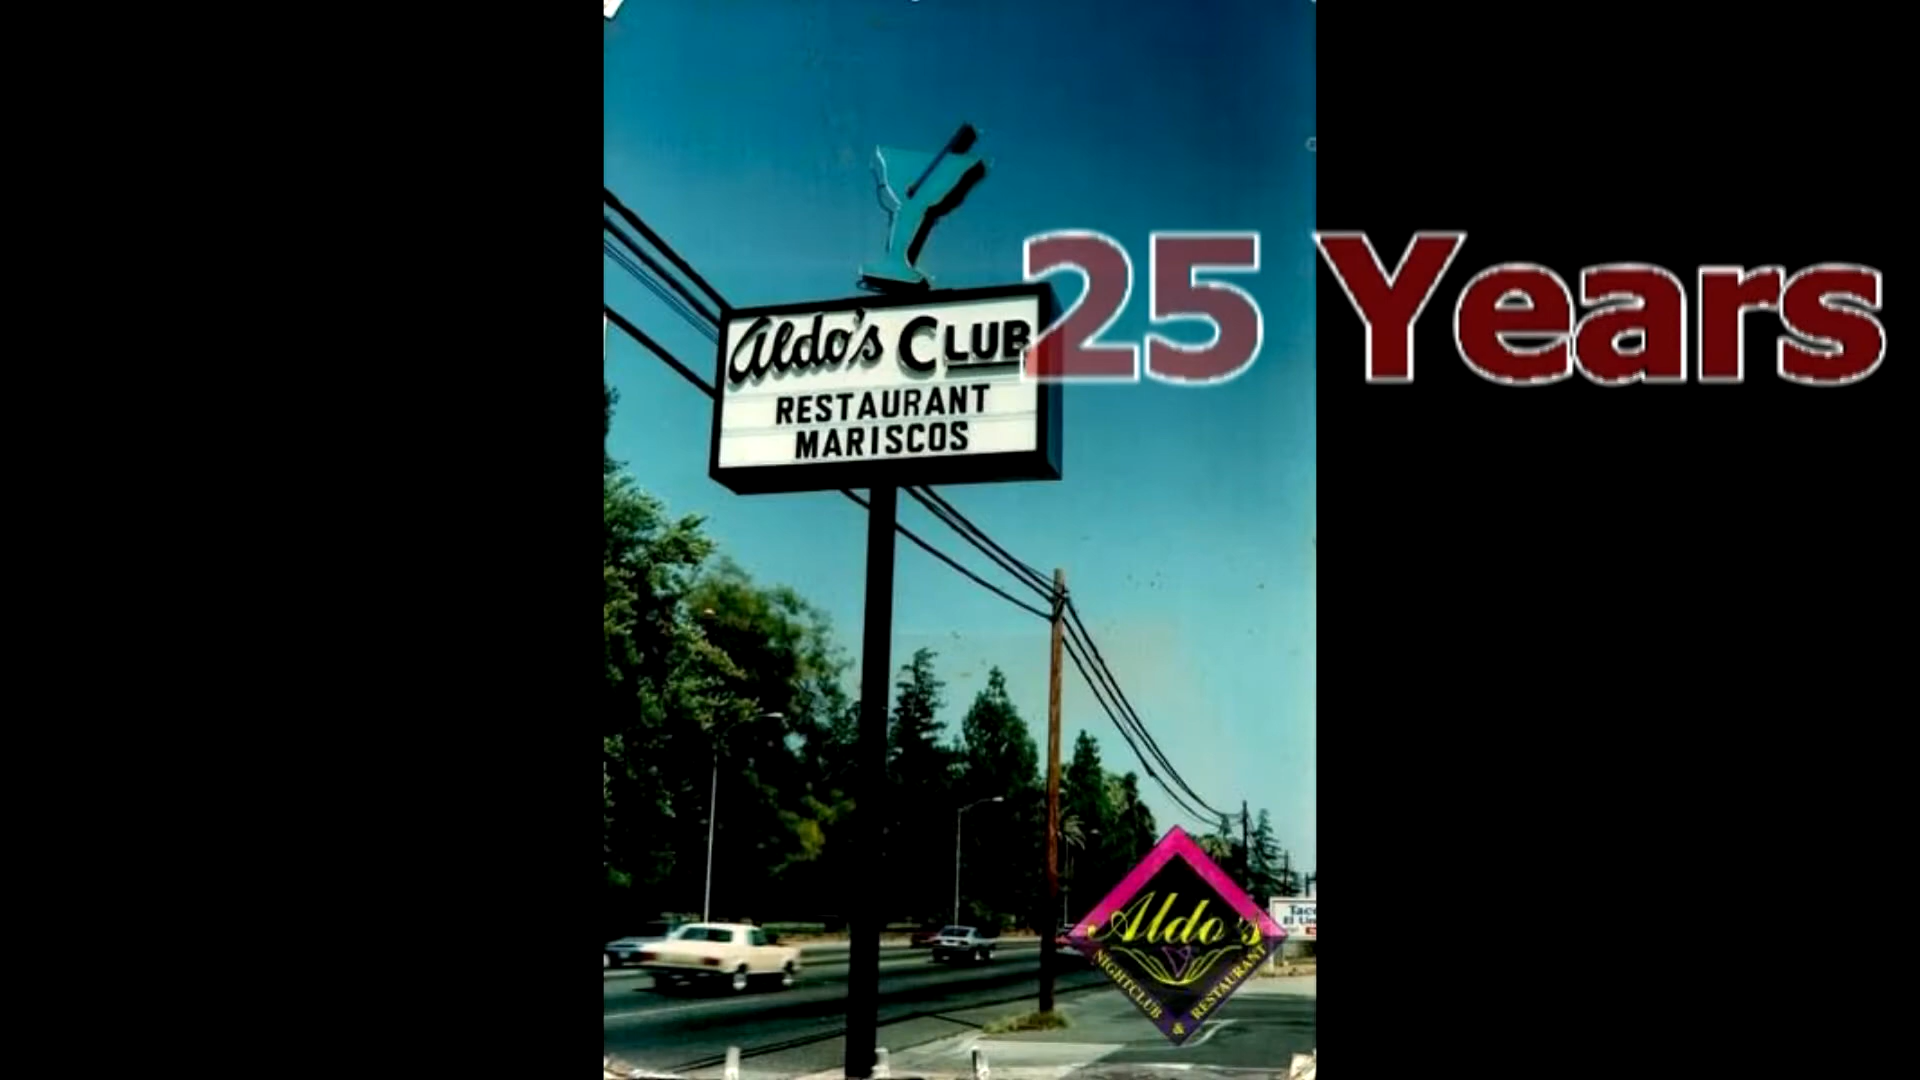 25 Years
Aldo's CLUB
RESTAURANT
MARISCOS
Aldo's
NIGHTCLUB & RESTAURANT